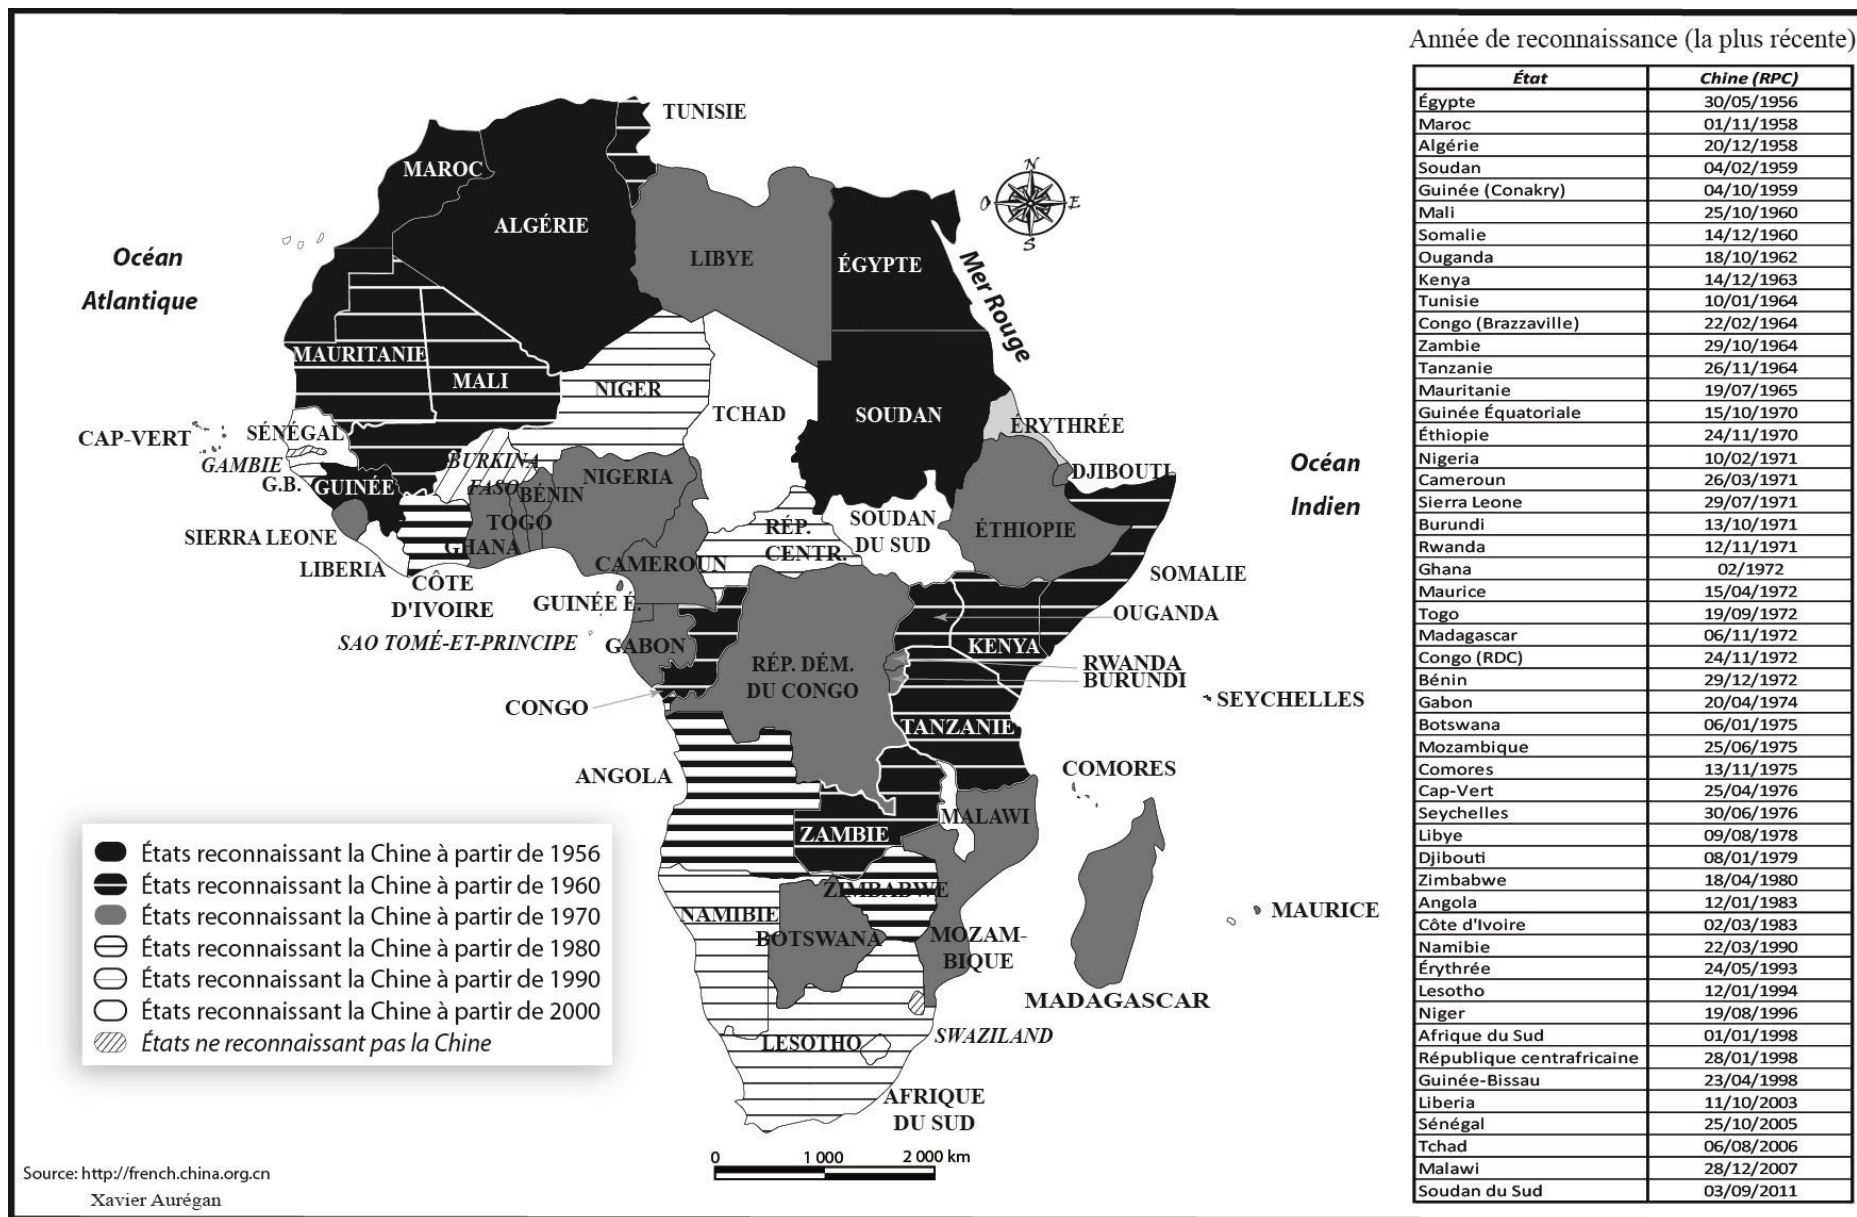 Année de reconnaissance (la plus récente)
État Chine (RPC)
Égypte 30/05/1956
Maroc 01/11/1958
Algérie 20/12/1958
Soudan 04/02/1959
Guinée (Conakry) 04/10/1959
Mali 25/10/1960
Somalie 14/12/1960
Ouganda 18/10/1962
Kenya 14/12/1963
Tunisie 10/01/1964
Congo (Brazzaville) 22/02/1964
Zambie 29/10/1964
Tanzanie 26/11/1964
Mauritanie 19/07/1965
Guinée Équatoriale 15/10/1970
Éthiopie 24/11/1970
Nigeria 10/02/1971
Cameroun 26/03/1971
Sierra Leone 29/07/1971
Burundi 13/10/1971
Rwanda 12/11/1971
Ghana 02/1972
Maurice 15/04/1972
Togo 19/09/1972
Madagascar 06/11/1972
Congo (RDC) 24/11/1972
Bénin 29/12/1972
Gabon 20/04/1974
Botswana 06/01/1975
Mozambique 25/06/1975
Comores 13/11/1975
Cap-Vert 25/04/1976
Seychelles 30/06/1976
Libye 09/08/1978
Djibouti 08/01/1979
Zimbabwe 18/04/1980
Angola 12/01/1983
Côte d'Ivoire 02/03/1983
Namibie 22/03/1990
Érythrée 24/05/1993
Lesotho 12/01/1994
Niger 19/08/1996
Afrique du Sud 01/01/1998
République centrafricaine 28/01/1998
Guinée-Bissau 23/04/1998
Liberia 11/10/2003
Sénégal 25/10/2005
Tchad 06/08/2006
Malawi 28/12/2007
Soudan du Sud 03/09/2011
TUNISIE
MAROC
ALGÉRIE
LIBYE
ÉGYPTE
N
O
E
S
Océan
Atlantique
Mer Rouge
MAURITANIE
MALI
NIGER
TCHAD
SOUDAN
ÉRYTHRÉE
CAP-VERT
SÉNÉGAL
GAMBIE
G.B.
GUINÉE
BURKINA
FASO
BÉNIN
NIGERIA
DJIBOUTI
Océan
Indien
SIERRA LEONE
LIBERIA
TOGO
GHANA
CÔTE
D'IVOIRE
CAMEROUN
RÉP.
CENTR.
SOUDAN
DU SUD
ÉTHIOPIE
SOMALIE
GUINÉE É.
SAO TOMÉ-ET-PRINCIPE
GABON
CONGO
RÉP. DÉM.
DU CONGO
OUGANDA
KENYA
RWANDA
BURUNDI
SEYCHELLES
TANZANIE
ANGOLA
COMORES
ZAMBIE
MALAWI
ZIMBABWE
NAMIBIE
BOTSWANA
MOZAM-
BIQUE
MAURICE
MADAGASCAR
SWAZILAND
LESOTHO
AFRIQUE
DU SUD
États reconnaissant la Chine à partir de 1956
États reconnaissant la Chine à partir de 1960
États reconnaissant la Chine à partir de 1970
États reconnaissant la Chine à partir de 1980
États reconnaissant la Chine à partir de 1990
États reconnaissant la Chine à partir de 2000
États ne reconnaissant pas la Chine
0 1 000 2 000 km
Source: http://french.china.org.cn
Xavier Aurégan